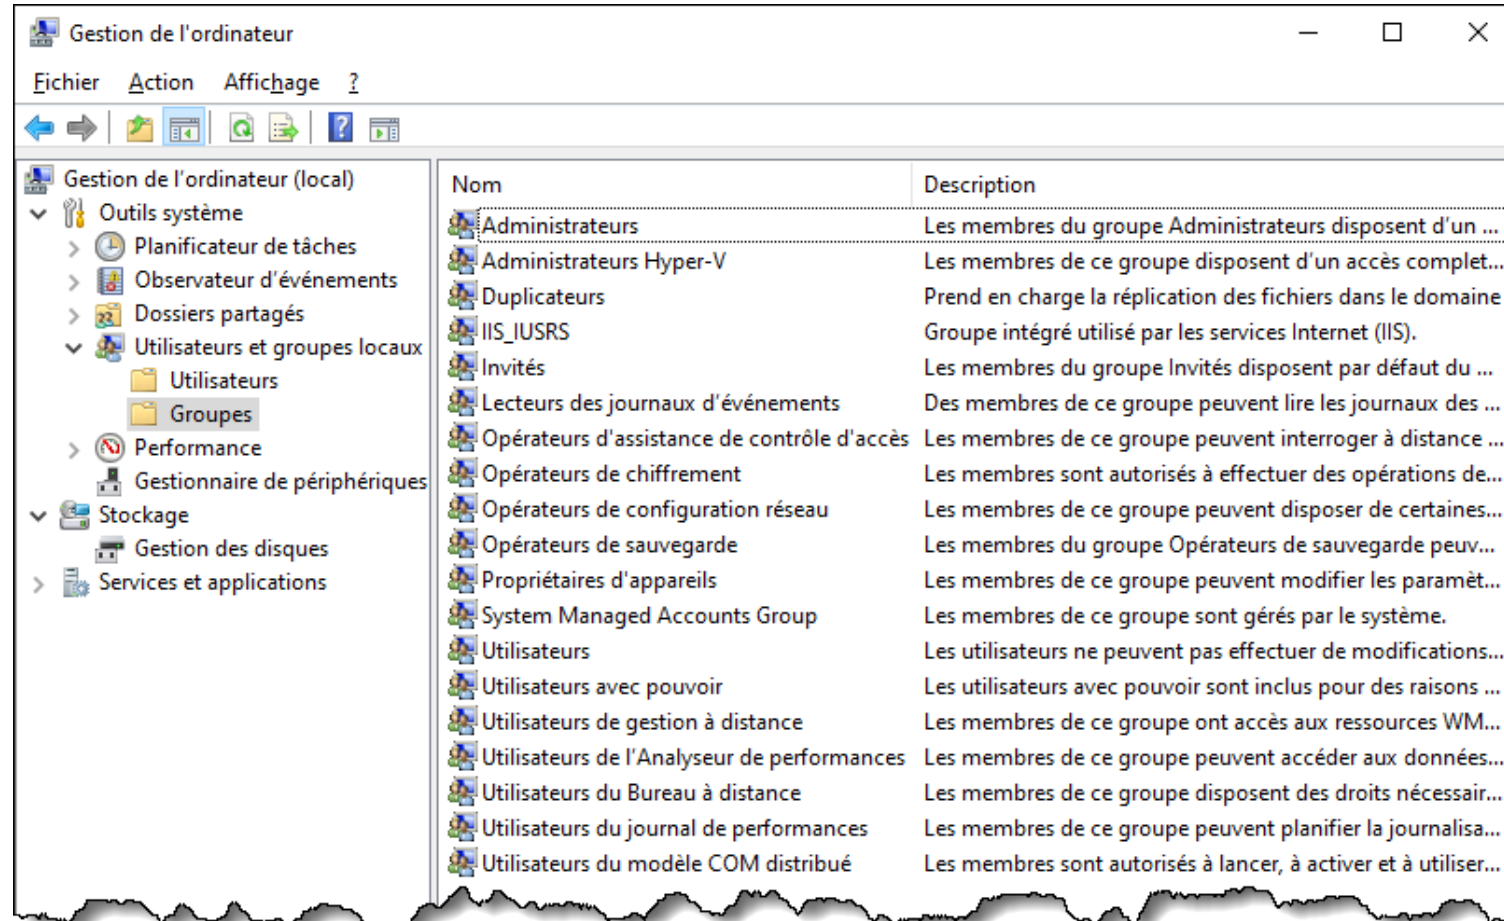 Gestion de l'ordinateur
Fichier Action Affichage ?
Gestion de l'ordinateur (local)
Outils système
Planificateur de tâches
Observateur d'événements
Dossiers partagés
Utilisateurs et groupes locaux
Utilisateurs
Groupes
Performance
Gestionnaire de périphériques
Stockage
Gestion des disques
Services et applications
Nom Description
Administrateurs Les membres du groupe Administrateurs disposent d'un ...
Administrateurs Hyper-V Les membres de ce groupe disposent d'un accès complet...
Duplicateurs Prend en charge la réplication des fichiers dans le domaine
IIS_IUSRS Groupe intégré utilisé par les services Internet (IIS).
Invités Les membres du groupe Invités disposent par défaut du ...
Lecteurs des journaux d'événements Des membres de ce groupe peuvent lire les journaux des ...
Opérateurs d'assistance de contrôle d'accès Les membres de ce groupe peuvent interroger à distance ...
Opérateurs de chiffrement Les membres sont autorisés à effectuer des opérations de...
Opérateurs de configuration réseau Les membres de ce groupe peuvent disposer de certaines...
Opérateurs de sauvegarde Les membres du groupe Opérateurs de sauvegarde peuv...
Propriétaires d'appareils Les membres de ce groupe peuvent modifier les paramèt...
System Managed Accounts Group Les membres de ce groupe sont gérés par le système.
Utilisateurs Les utilisateurs ne peuvent pas effectuer de modifications...
Utilisateurs avec pouvoir Les utilisateurs avec pouvoir sont inclus pour des raisons ...
Utilisateurs de gestion à distance Les membres de ce groupe ont accès aux ressources WM...
Utilisateurs de l'Analyseur de performances Les membres de ce groupe peuvent accéder aux données...
Utilisateurs du Bureau à distance Les membres de ce groupe disposent des droits nécessair...
Utilisateurs du journal de performances Les membres de ce groupe peuvent planifier la journalisa...
Utilisateurs du modèle COM distribué Les membres sont autorisés à lancer, à activer et à utiliser...